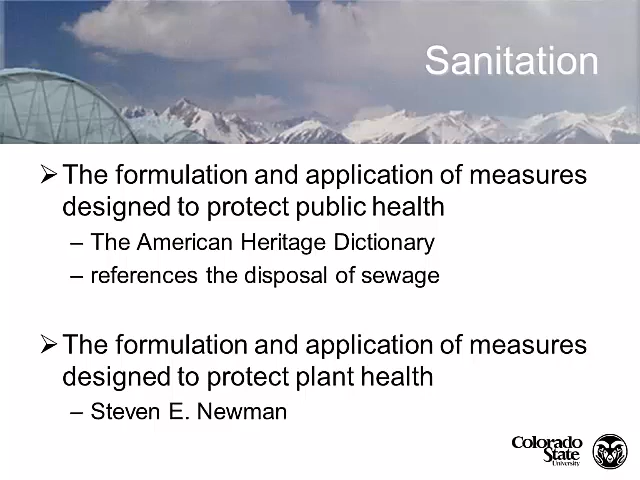 Sanitation
The formulation and application of measures
designed to protect public health
– The American Heritage Dictionary
– references the disposal of sewage
The formulation and application of measures
designed to protect plant health
– Steven E. Newman
Colorado
State
University